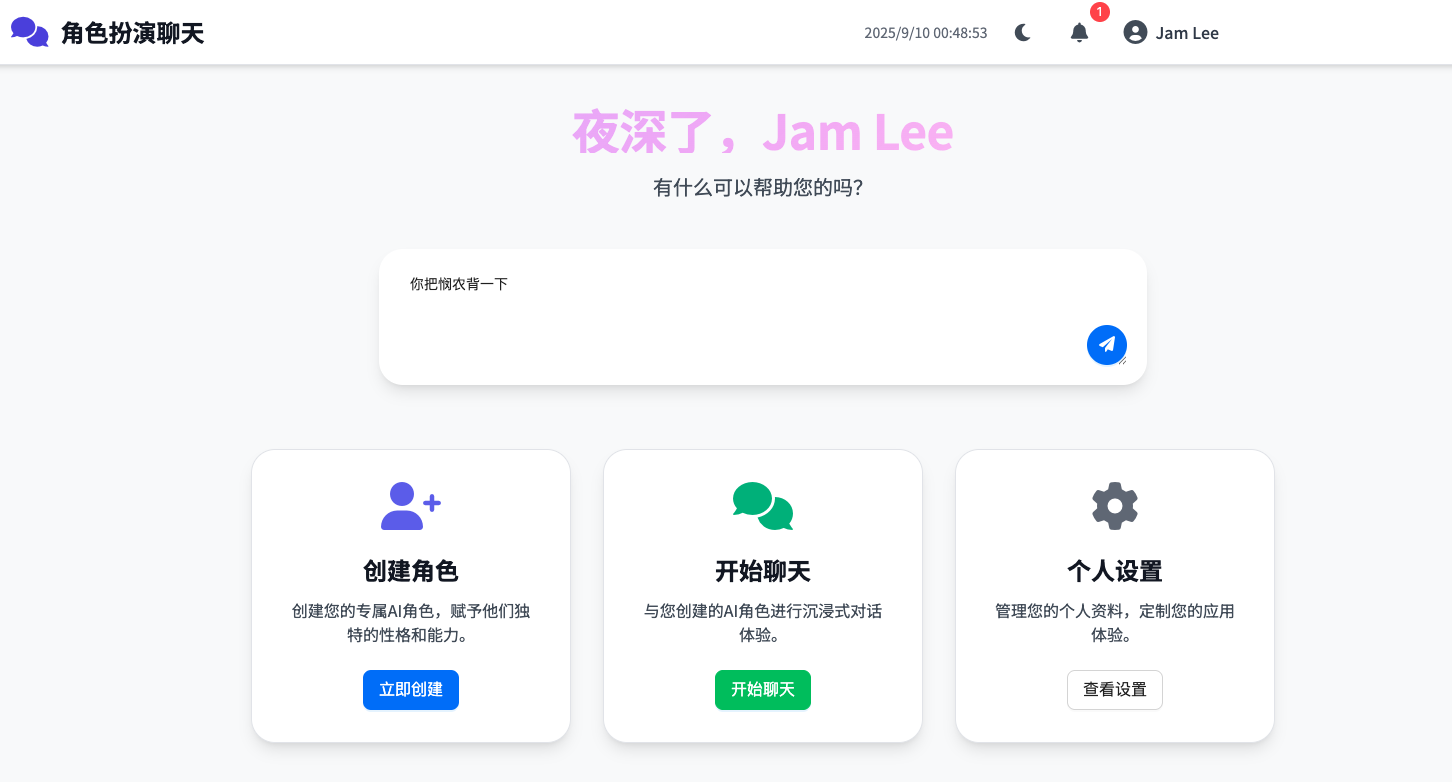 角色扮演聊天
2025/9/10 00:48:53
1
Jam Lee
夜深了，Jam Lee
有什么可以帮助您的吗？
你把悯农背一下
创建角色
创建您的专属AI角色，赋予他们独
特的性格和能力。
立即创建
开始聊天
与您创建的AI角色进行沉浸式对话
体验。
开始聊天
个人设置
管理您的个人资料，定制您的应用
体验。
查看设置